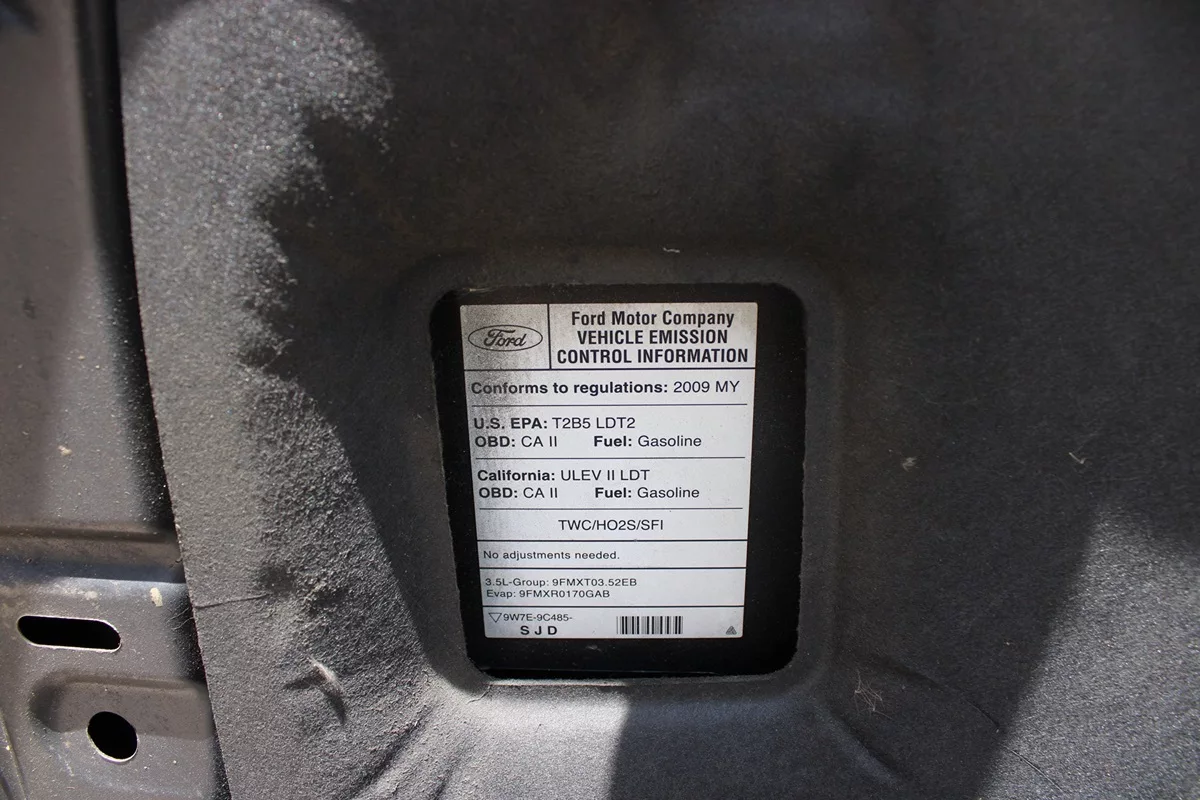 Ford
Ford Motor Company
VEHICLE EMISSION
CONTROL INFORMATION
Conforms to regulations: 2009 MY
U.S. EPA: T2B5 LDT2
OBD: CA II Fuel: Gasoline
California: ULEV II LDT
OBD: CA II Fuel: Gasoline
TWC/HO2S/SFI
No adjustments needed.
3.5L-Group: 9FMXT03.52EB
Evap: 9FMXR0170GAB
9W7E-9C485-
SJD